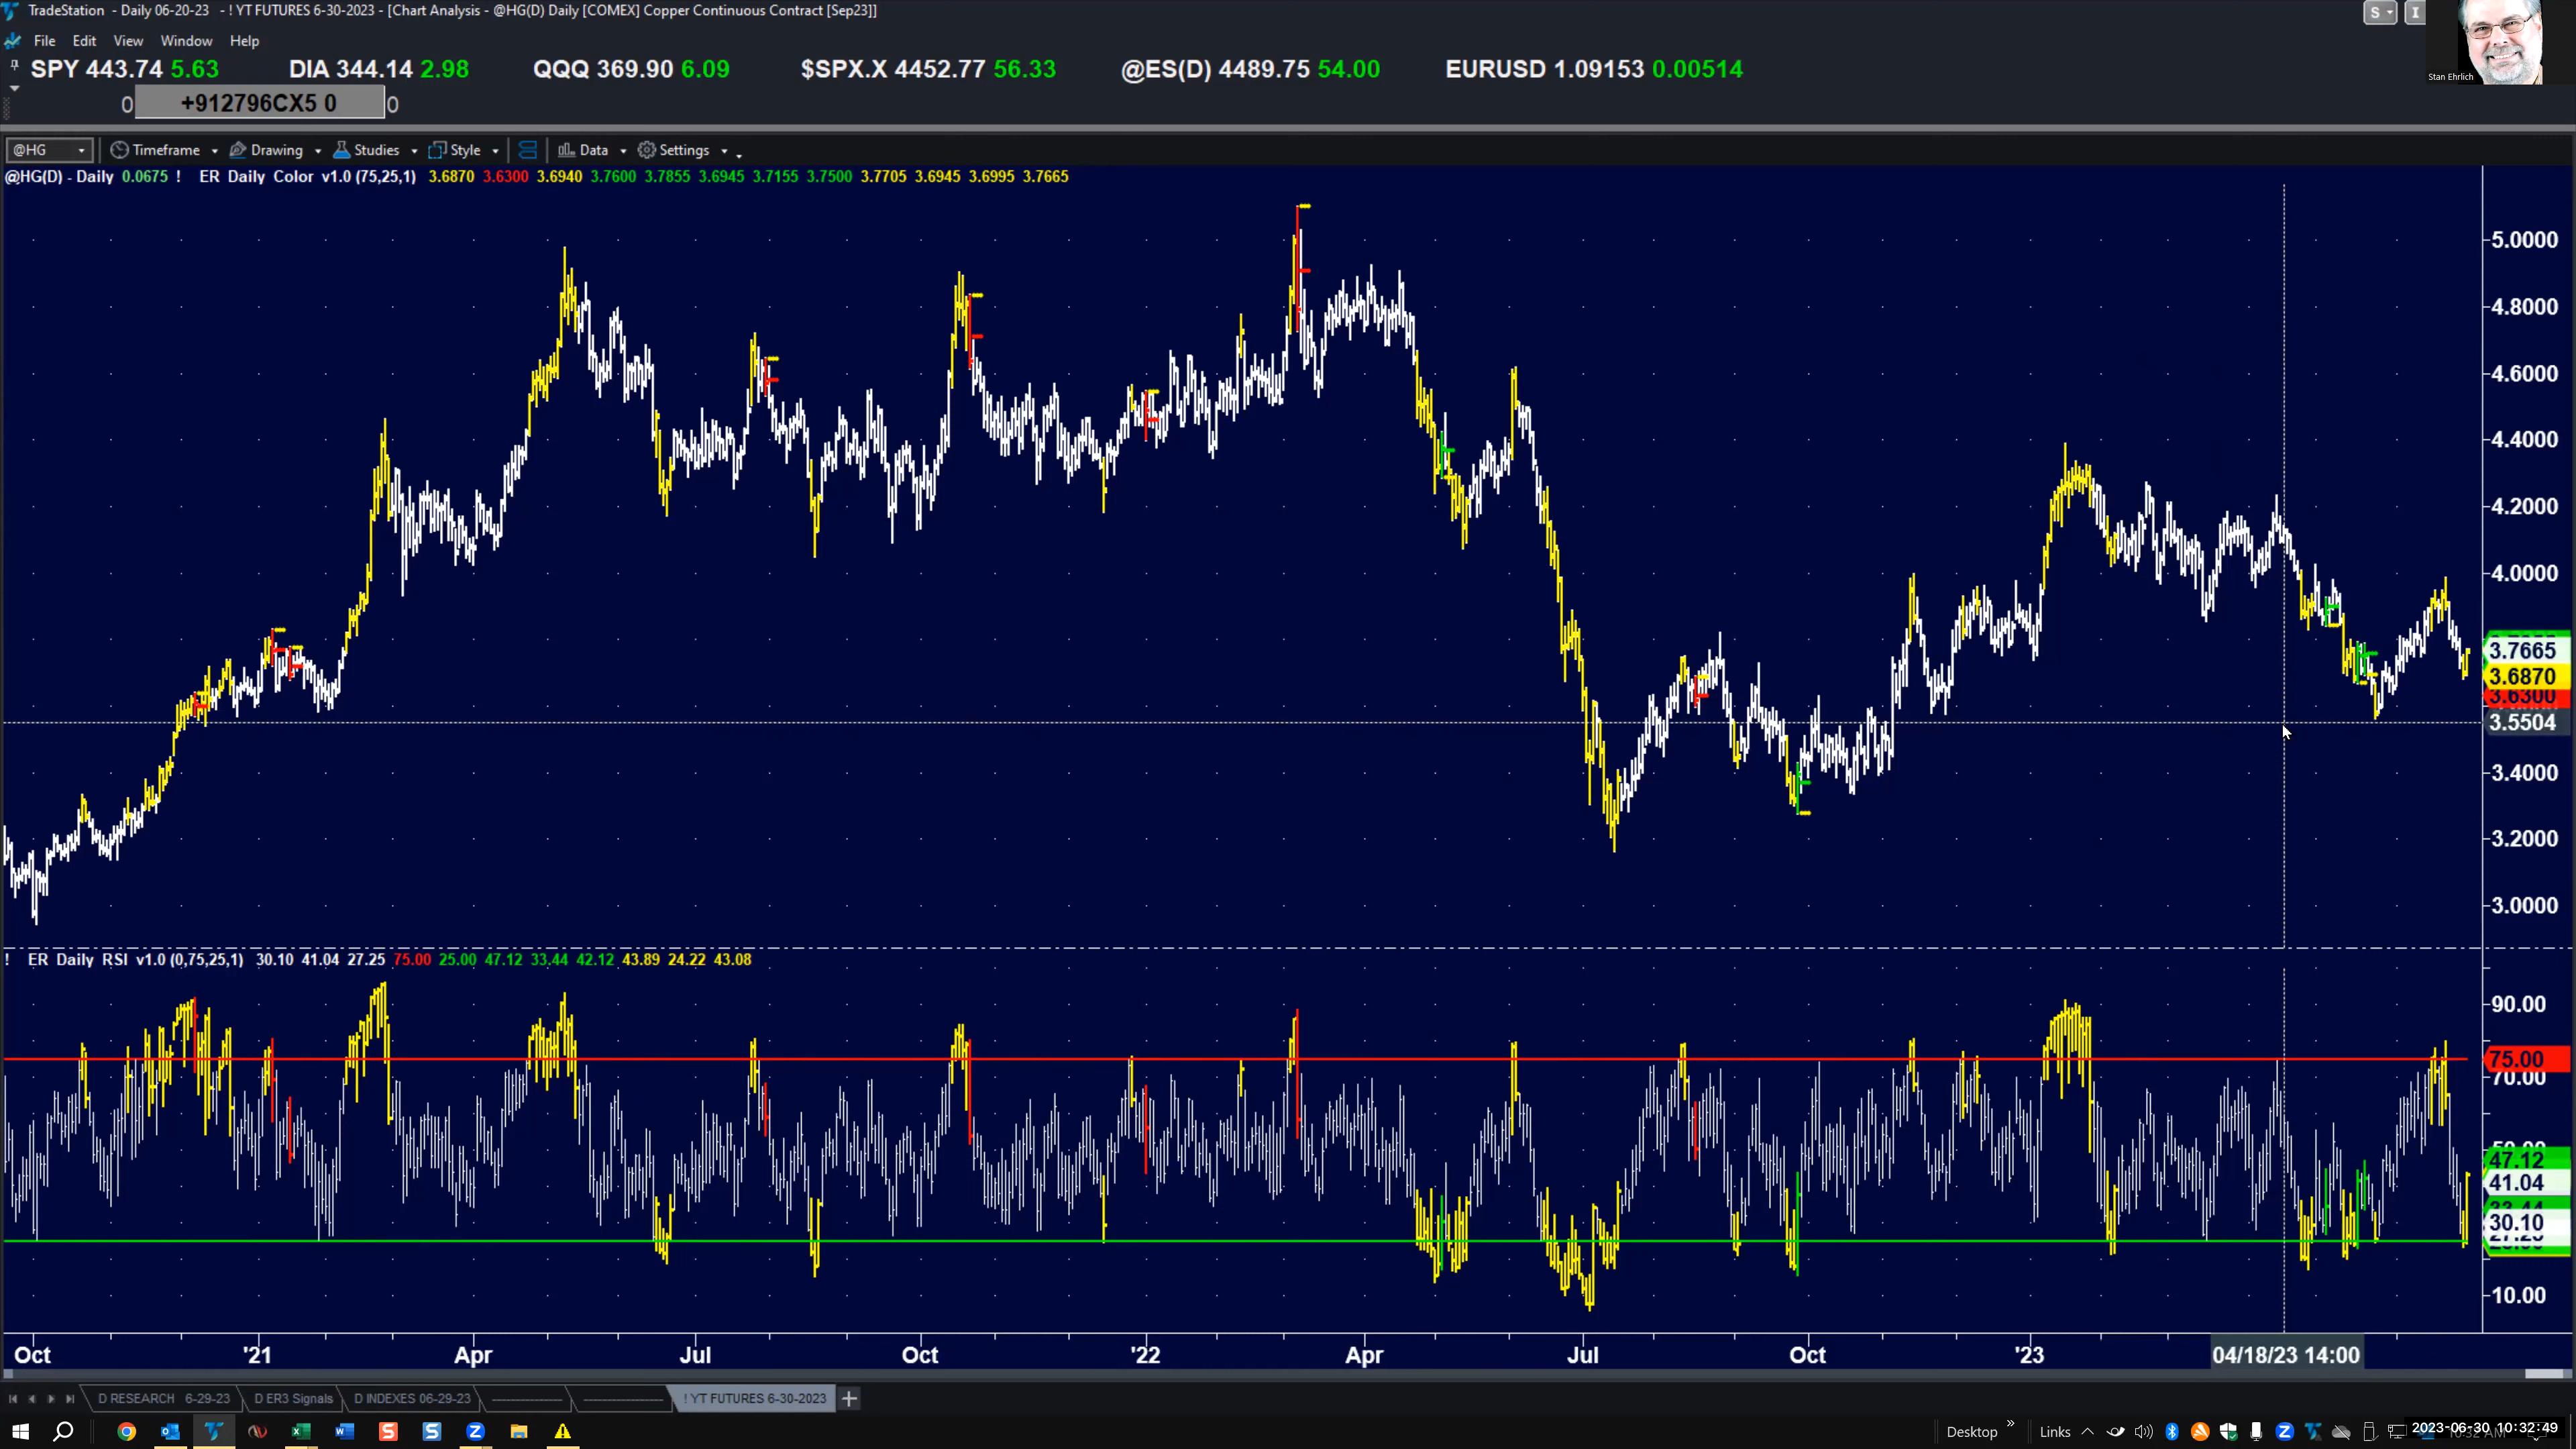 TradeStation - Daily 06-20-23 - ! YT FUTURES 6-30-2023 - [Chart Analysis - @HG(D) Daily [COMEX] Copper Continuous Contract [Sep23]]
S I
File Edit View Window Help
SPY 443.74 5.63 DIA 344.14 2.98 QQQ 369.90 6.09 $SPX.X 4452.77 56.33 @ES(D) 4489.75 54.00 EURUSD 1.09153 0.00514
Stan Ehrlich
0 +912796CX5 0 0
@HG Timeframe Drawing Studies Style Data Settings
@HG(D) - Daily 0.0675 ! ER Daily Color v1.0 (75,25,1) 3.6870 3.6300 3.6940 3.7600 3.7855 3.6945 3.7155 3.7500 3.7705 3.6945 3.6995 3.7665
5.0000
4.8000
4.6000
4.4000
4.2000
4.0000
3.7665
3.6870
3.6300
3.5504
3.4000
3.2000
3.0000
! ER Daily RSI v1.0 (0,75,25,1) 30.10 41.04 27.25 75.00 25.00 47.12 33.44 42.12 43.89 24.22 43.08
90.00
75.00
70.00
47.12
41.04
30.10
10.00
Oct '21 Apr Jul Oct '22 Apr Jul Oct '23 04/18/23 14:00
D RESEARCH 6-29-23 D ER3 Signals D INDEXES 06-29-23 ! YT FUTURES 6-30-2023 +
Desktop » Links 2023-06-30 10:32:49